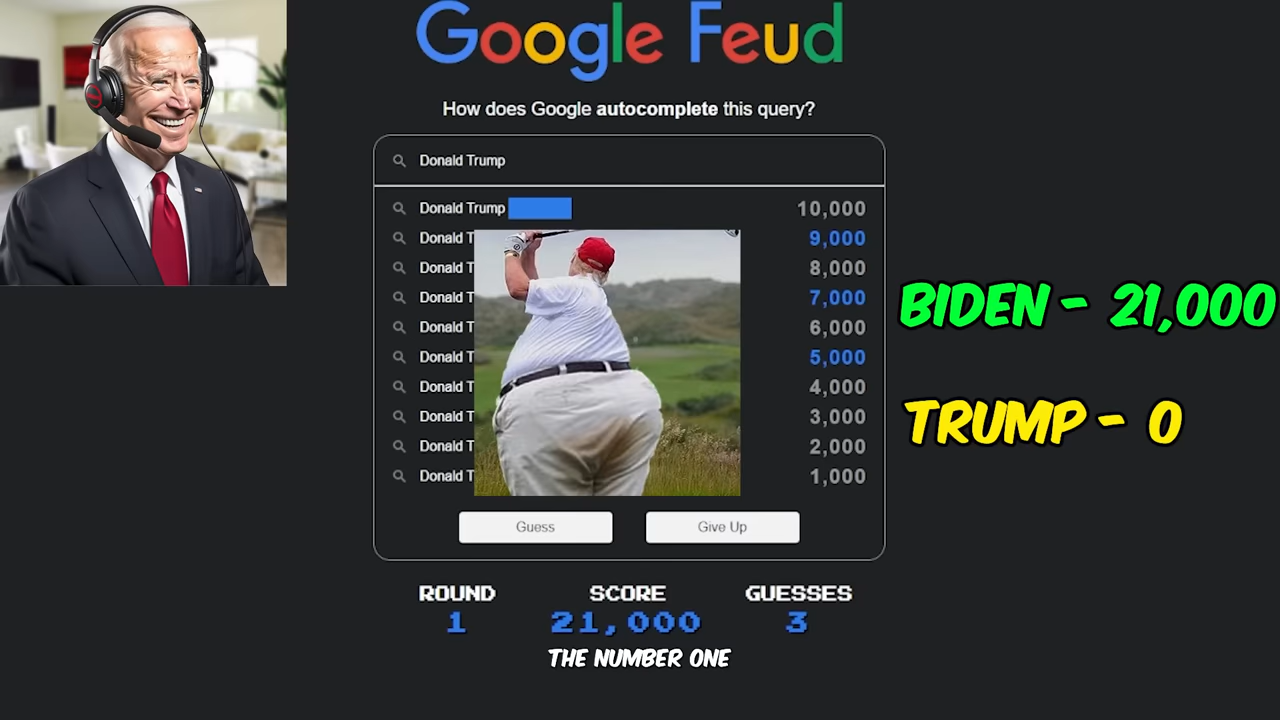 Google Feud
How does Google autocomplete this query?
Donald Trump
Donald Trump 10,000
Donald T 9,000
Donald T 8,000
Donald T 7,000
Donald T 6,000
Donald T 5,000
Donald T 4,000
Donald T 3,000
Donald T 2,000
Donald T 1,000
BIDEN - 21,000
TRUMP - 0
Guess Give Up
ROUND SCORE GUESSES
1 21,000 3
THE NUMBER ONE